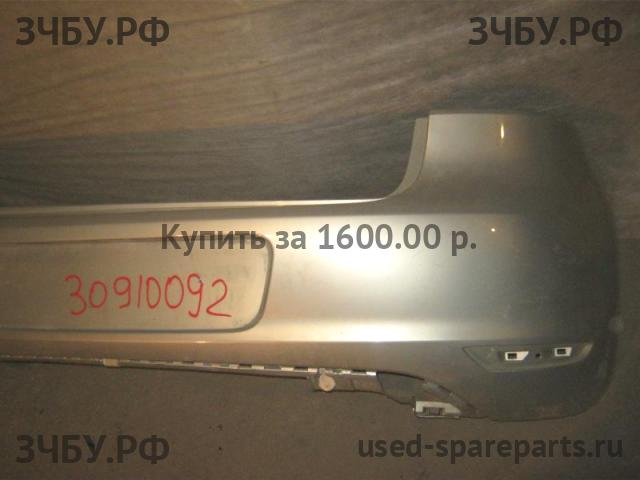 ЗЧБУ.РФ
ЗЧБУ.РФ
Купить за 1600.00 р.
30910092
ЗЧБУ.РФ
used-spareparts.ru